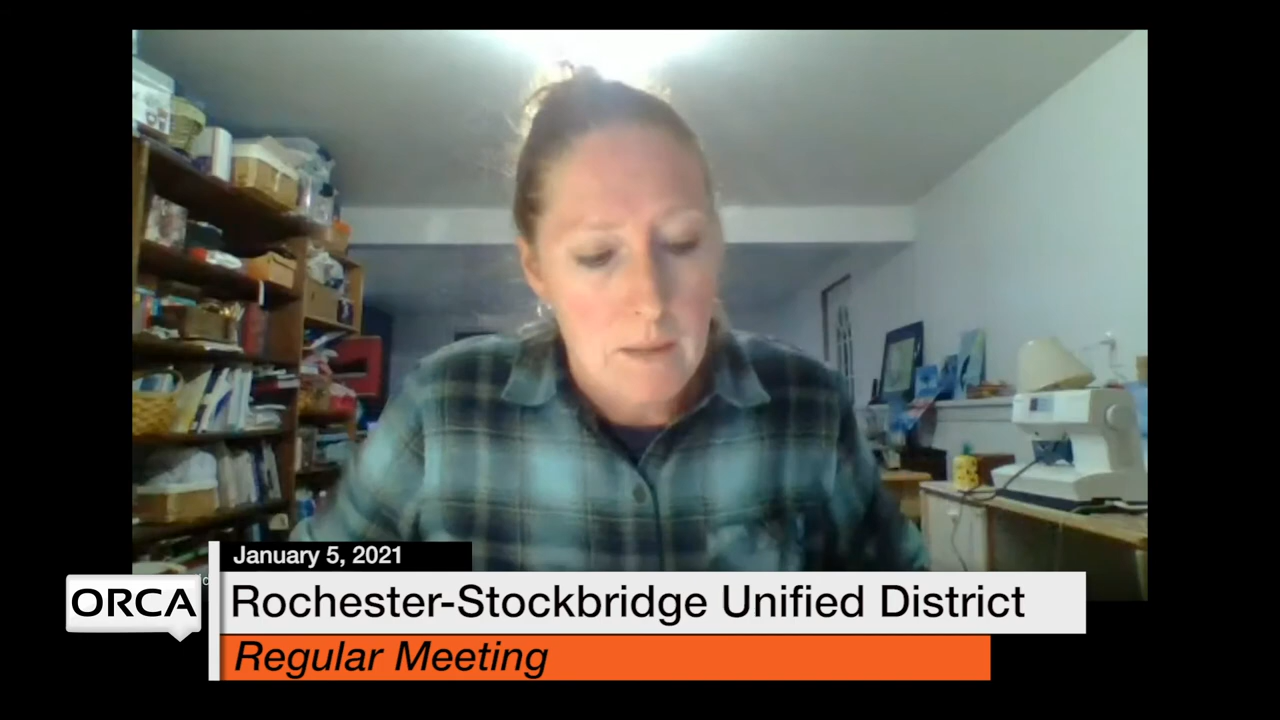 January 5, 2021
ORCA
Rochester-Stockbridge Unified District
Regular Meeting